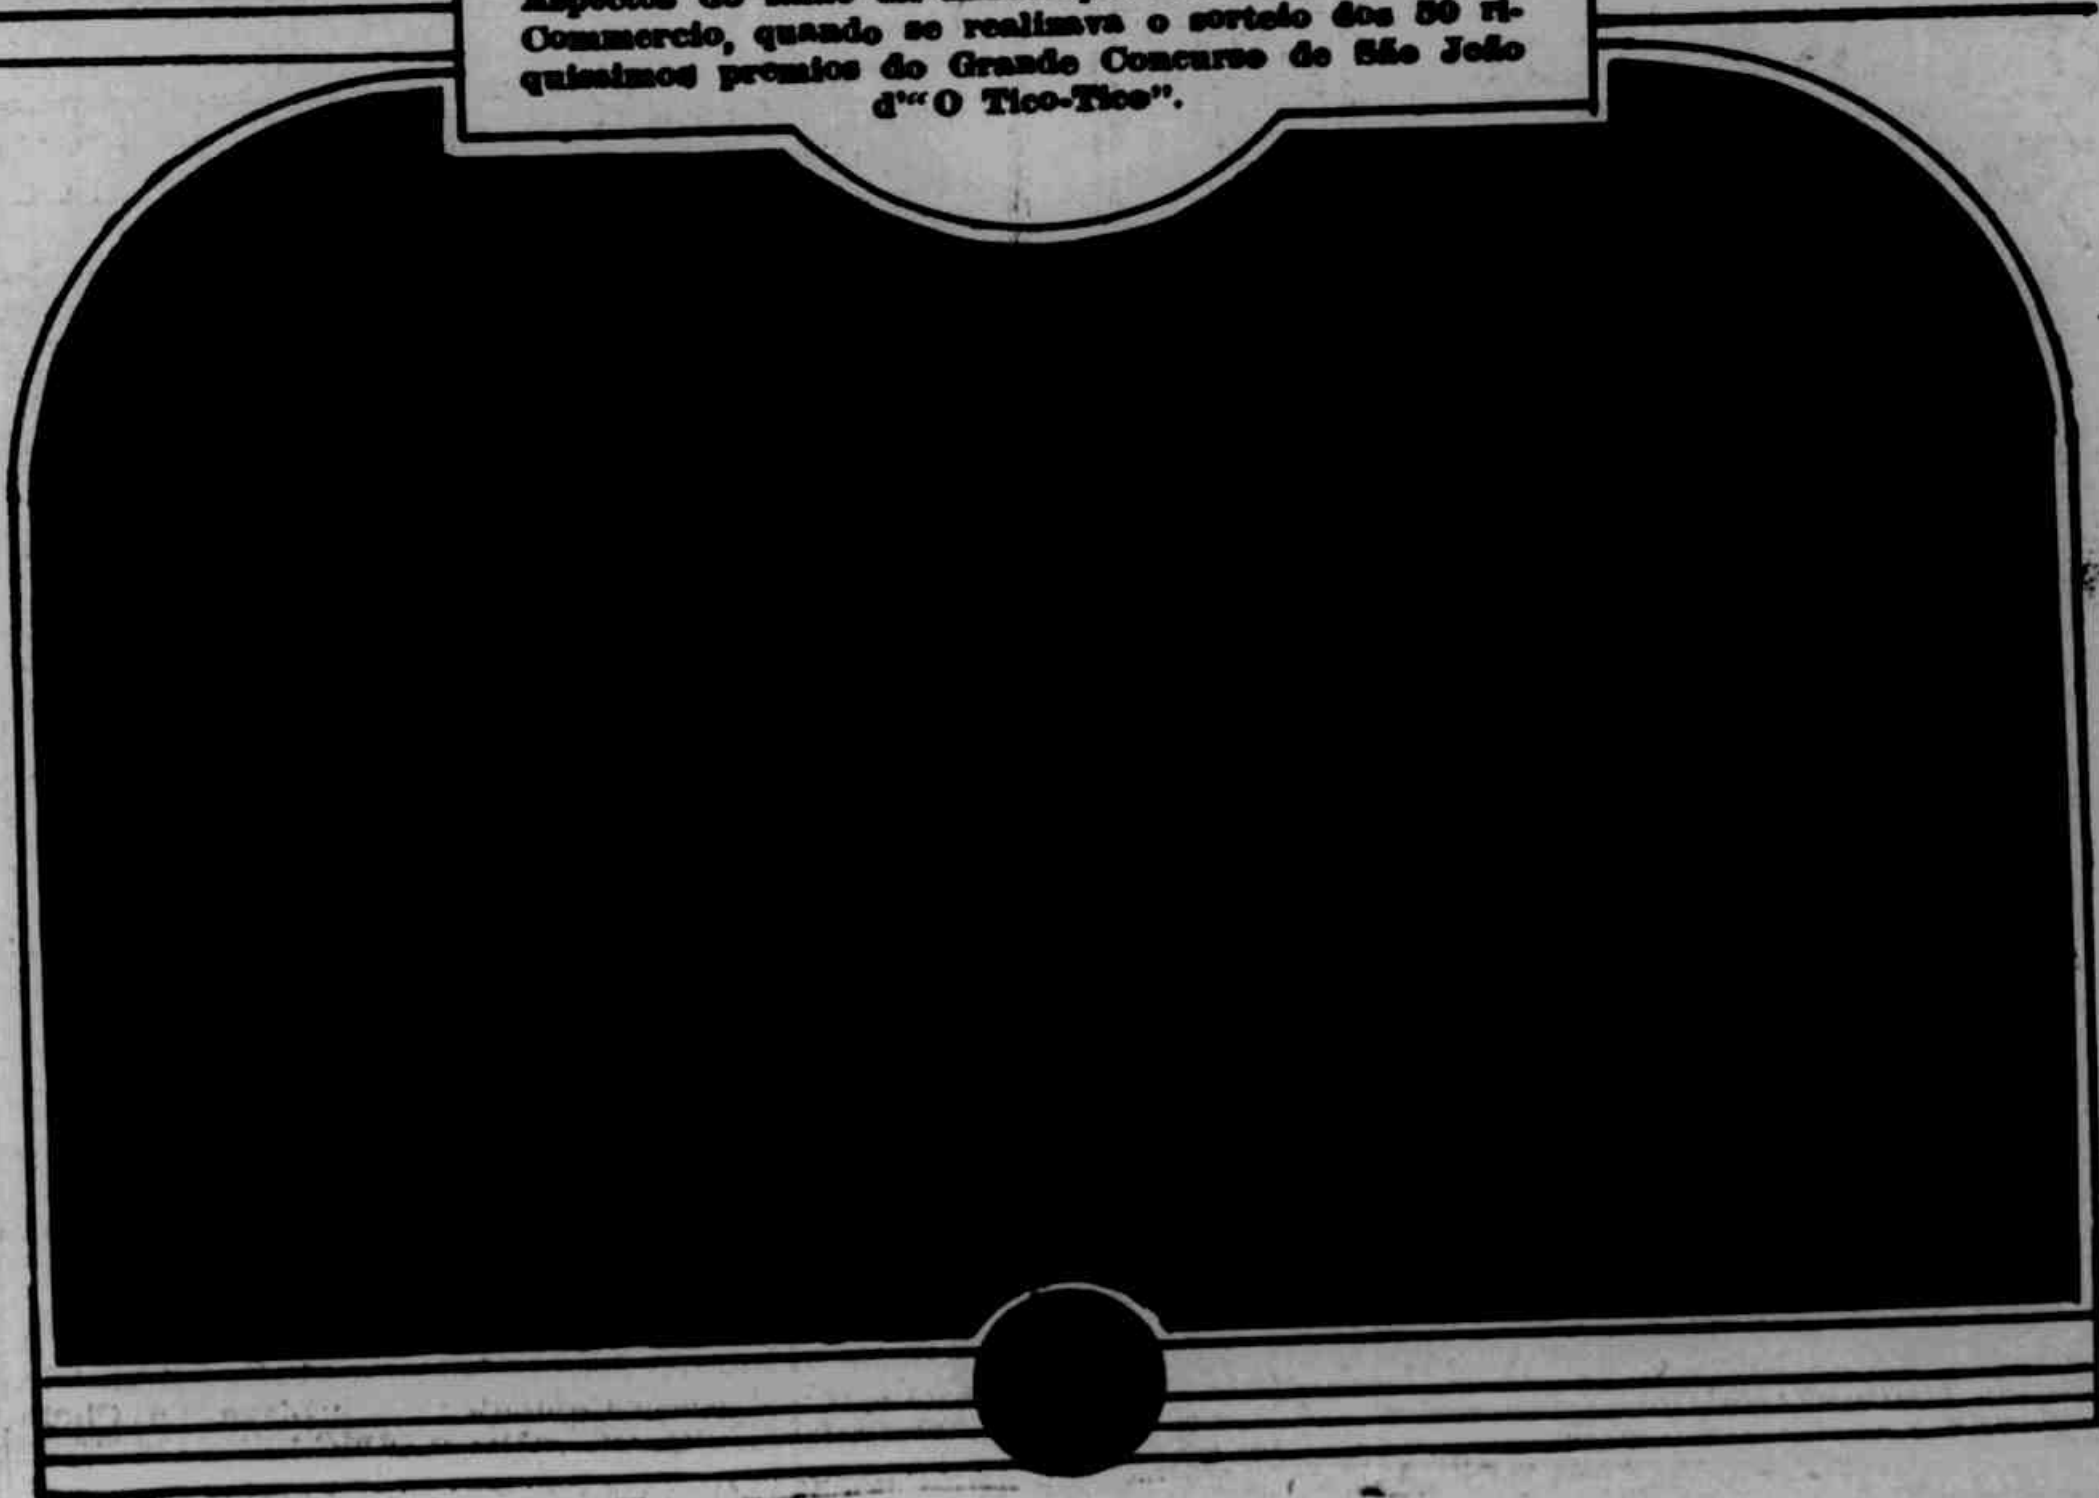 Commercio, quando se realizava o sorteio dos 50 ri-
quissimos premios do Grande Concurso de São João
d'“O Tico-Tico”.